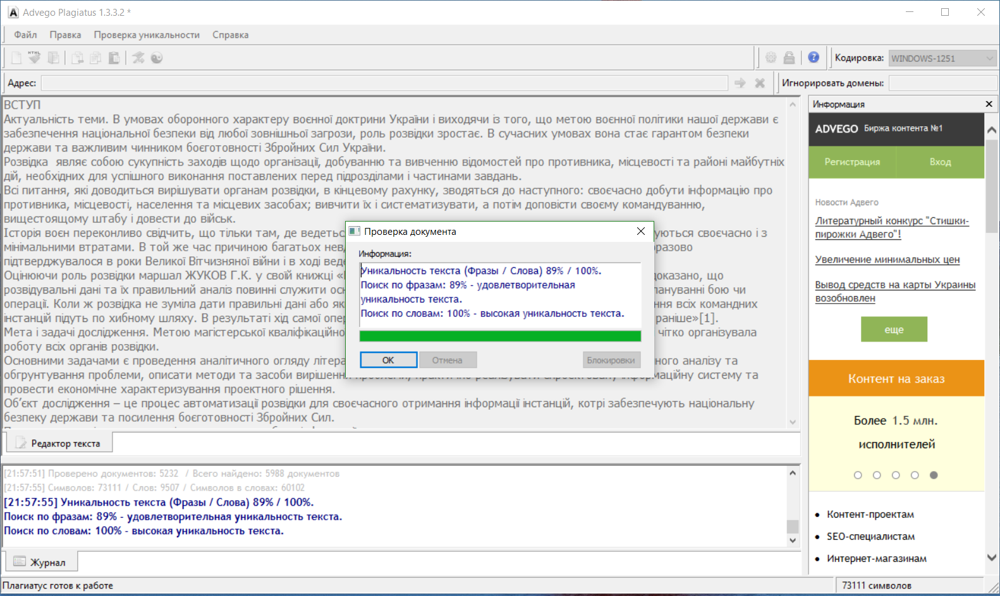 Advego Plagiatus 1.3.3.2 *
Файл Правка Проверка уникальности Справка
HTML
Кодировка: WINDOWS-1251
Адрес:
Игнорировать домены:
ВСТУП
Актуальність теми. В умовах оборонного характеру воєнної доктрини України і виходячи із того, що метою воєнної політики нашої держави є
забезпечення національної безпеки від любої зовнішньої загрози, роль розвідки зростає. В сучасних умовах вона стає гарантом безпеки
держави та важливим чинником боєготовності Збройних Сил України.
Розвідка являє собою сукупність заходів щодо організації, добуванню та вивченню відомостей про противника, місцевості та районі майбутніх
дій, необхідних для успішного виконання поставлених перед підрозділами і частинами завдань.
Всі питання, які доводиться вирішувати органам розвідки, в кінцевому рахунку, зводяться до наступного: своєчасно добути інформацію про
противника, місцевості, населення та місцевих засобах; вивчити їх і систематизувати, а потім доповісти своєму командуванню,
вищестоящому штабу і довести до військ.
Історія воєн переконливо свідчить, що тільки там, де ведеться уються своєчасно і з
мінімальними втратами. В той же час причиною багатьох нев разово
підтверджувалося в роки Великої Вітчизняної війни і в ході веде
Оцінюючи роль розвідки маршал ЖУКОВ Г.К. у своїй книжці « доказано, що
розвідувальні дані та їх правильний аналіз повинні служити осн плануванні бою чи
операції. Коли ж розвідка не зуміла дати правильні дані або як ння всіх командних
інстанцій підуть по хибному шляху. В результаті хід самої опер раніше»[1].
Мета і задачі дослідження. Метою магістерської кваліфікаційно чітко організувала
роботу всіх органів розвідки.
Основними задачами є проведення аналітичного огляду літера ного аналізу та
обгрунтування проблеми, описати методи та засоби вирішення проблеми, практично реалізувати спроектовану інформаційну систему та
провести економічне характеризування проектного рішення.
Об’єкт дослідження – це процес автоматизації розвідки для своєчасного отримання інформації інстанцій, котрі забезпечують національну
безпеку держави та посилення боєготовності Збройних Сил.
Проверка документа
Информация:
Уникальность текста (Фразы / Слова) 89% / 100%.
Поиск по фразам: 89% - удовлетворительная
уникальность текста.
Поиск по словам: 100% - высокая уникальность текста.
OK Отмена Блокировки
Редактор текста
[21:57:51] Проверено документов: 5232 / Всего найдено: 5988 документов
[21:57:55] Символов: 73111 / Слов: 9507 / Символов в словах: 60102
[21:57:55] Уникальность текста (Фразы / Слова) 89% / 100%.
Поиск по фразам: 89% - удовлетворительная уникальность текста.
Поиск по словам: 100% - высокая уникальность текста.
Журнал
Плагиатус готов к работе
73111 символов
Информация
ADVEGO Биржа контента №1
Регистрация Вход
Новости Адвего
Литературный конкурс "Стишки-
пирожки Адвего"!
Увеличение минимальных цен
Вывод средств на карты Украины
возобновлен
еще
Контент на заказ
Более 1.5 млн.
исполнителей
Контент-проектам
SEO-специалистам
Интернет-магазинам